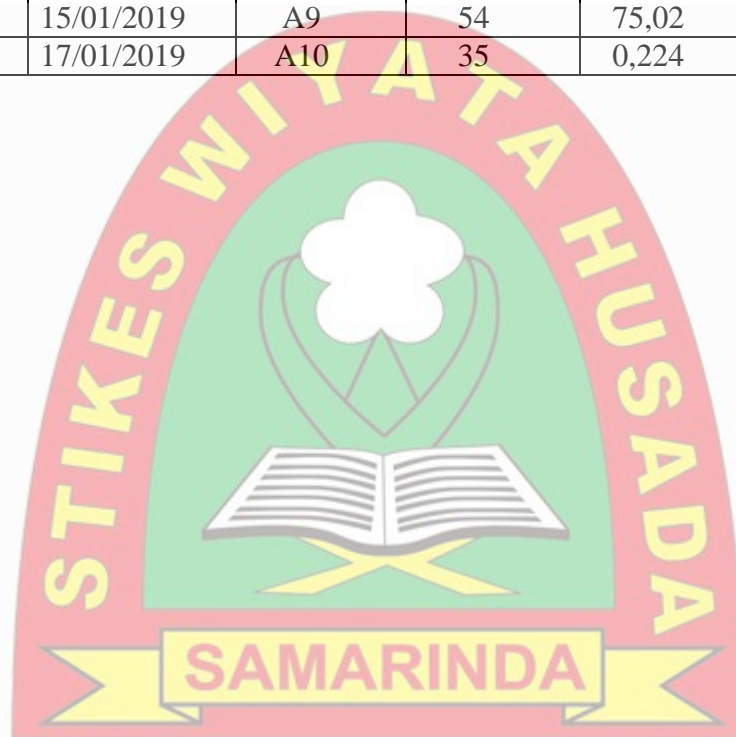 15/01/2019 A9 54 75,02
17/01/2019 A10 35 0,224
STIKES WIYATA HUSADA
SAMARINDA